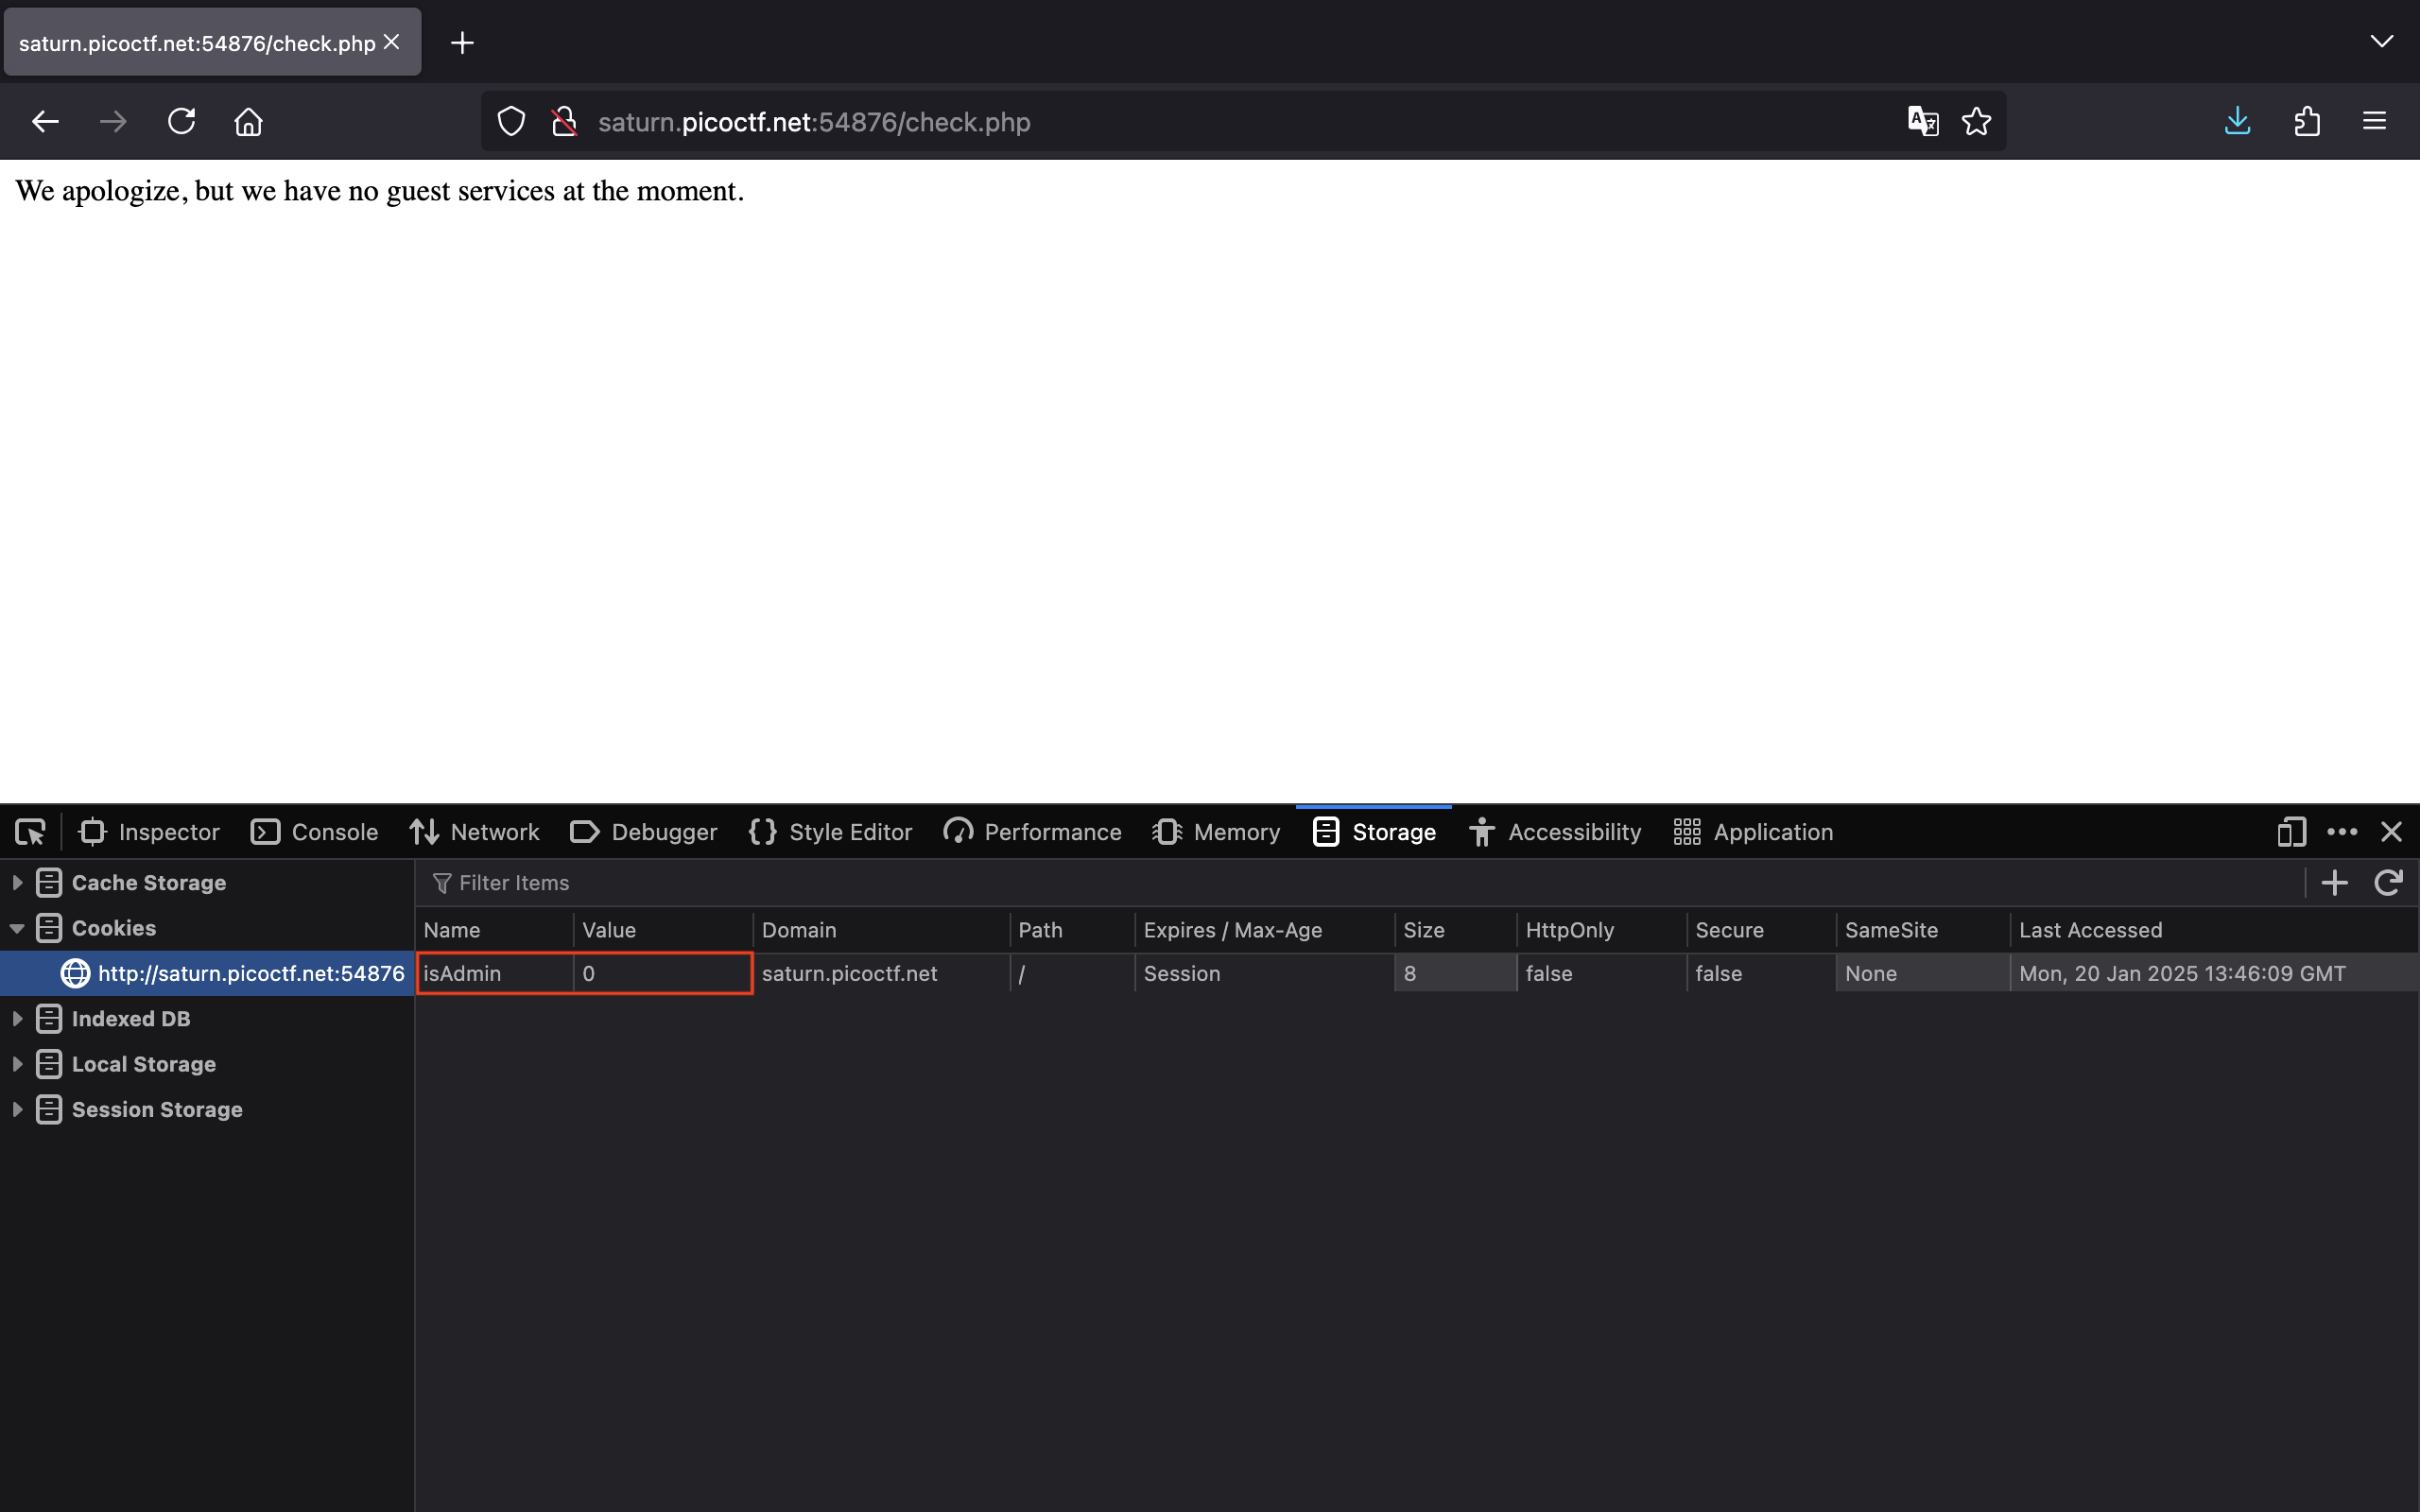 saturn.picoctf.net:54876/check.php
saturn.picoctf.net:54876/check.php
We apologize, but we have no guest services at the moment.
Inspector Console Network Debugger Style Editor Performance Memory Storage Accessibility Application
Cache Storage
Cookies
http://saturn.picoctf.net:54876
Indexed DB
Local Storage
Session Storage
Filter Items
Name Value Domain Path Expires / Max-Age Size HttpOnly Secure SameSite Last Accessed
isAdmin 0 saturn.picoctf.net / Session 8 false false None Mon, 20 Jan 2025 13:46:09 GMT